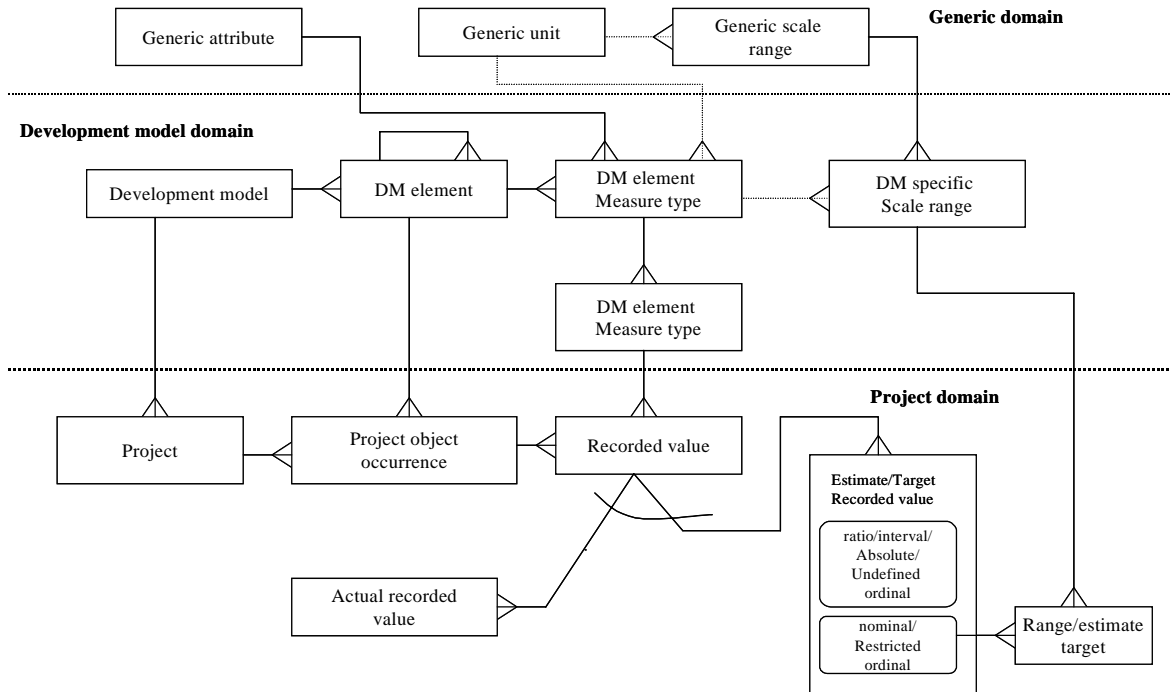 Generic domain
Generic attribute
Generic unit
Generic scale
range
Development model domain
Development model
DM element
DM element
Measure type
DM specific
Scale range
DM element
Measure type
Project domain
Project
Project object
occurrence
Recorded value
Estimate/Target
Recorded value
ratio/interval/
Absolute/
Undefined
ordinal
nominal/
Restricted
ordinal
Actual recorded
value
Range/estimate
target